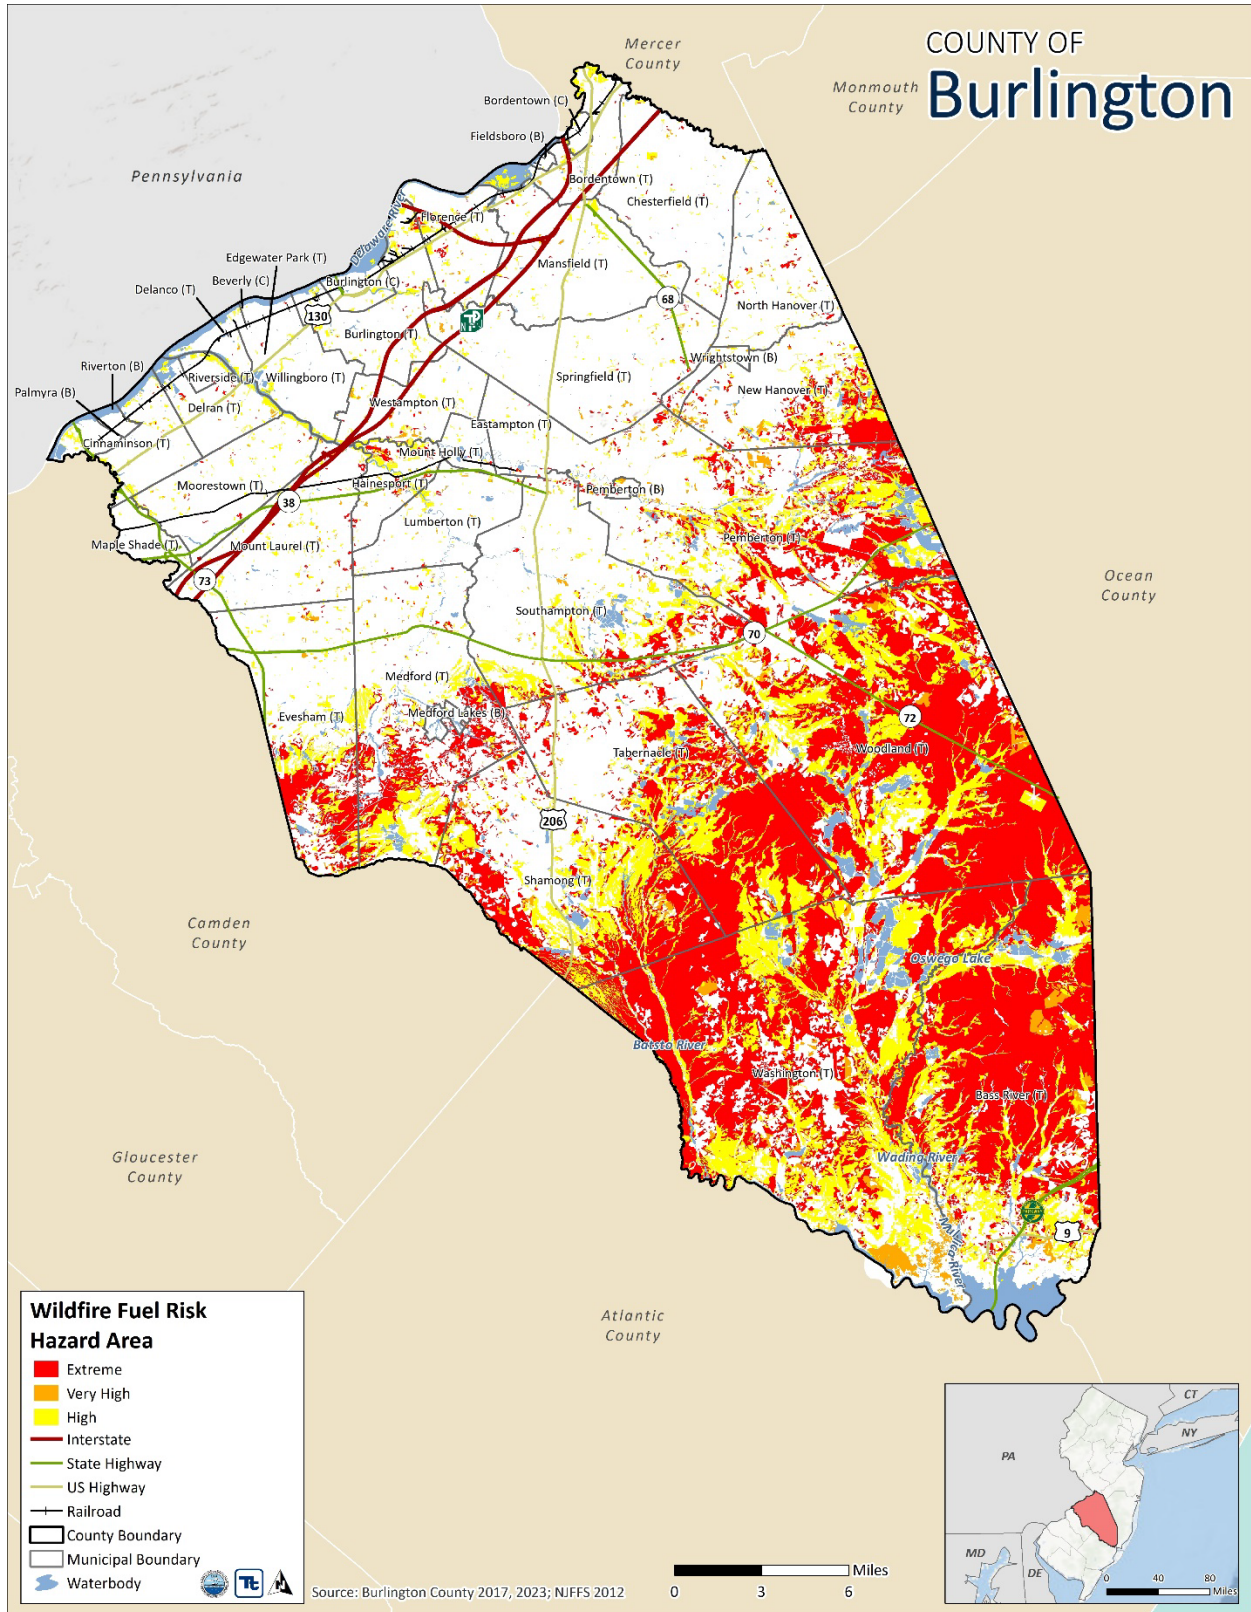 COUNTY OF
Burlington
Mercer
County
Monmouth
County
Pennsylvania
Bordentown (C)
Fieldsboro (B)
Bordentown (T)
Chesterfield (T)
Delaware River
Florence (T)
Edgewater Park (T)
Mansfield (T)
Beverly (C)
Burlington (C)
Delanco (T)
68
130
North Hanover (T)
Burlington (T)
Wrightstown (B)
Riverton (B)
Riverside (T)
Willingboro (T)
Springfield (T)
New Hanover (T)
Palmyra (B)
Delran (T)
Westampton (T)
Eastampton (T)
Cinnaminson (T)
Mount Holly (T)
Moorestown (T)
Hainesport (T)
Pemberton (B)
38
Lumberton (T)
Maple Shade (T)
Mount Laurel (T)
Pemberton (T)
73
Ocean
County
Southampton (T)
70
Medford (T)
Evesham (T)
Medford Lakes (B)
72
Tabernacle (T)
Woodland (T)
206
Shamong (T)
Camden
County
Oswego Lake
Batsto River
Washington (T)
Bass River (T)
Gloucester
County
Wading River
Mullica River
9
Atlantic
County
Wildfire Fuel Risk
Hazard Area
Extreme
Very High
High
Interstate
State Highway
US Highway
Railroad
County Boundary
Municipal Boundary
Waterbody
Tt
N
Source: Burlington County 2017, 2023; NJFFS 2012
Miles
0 3 6
CT
NY
PA
MD
DE
0 40 80
Miles